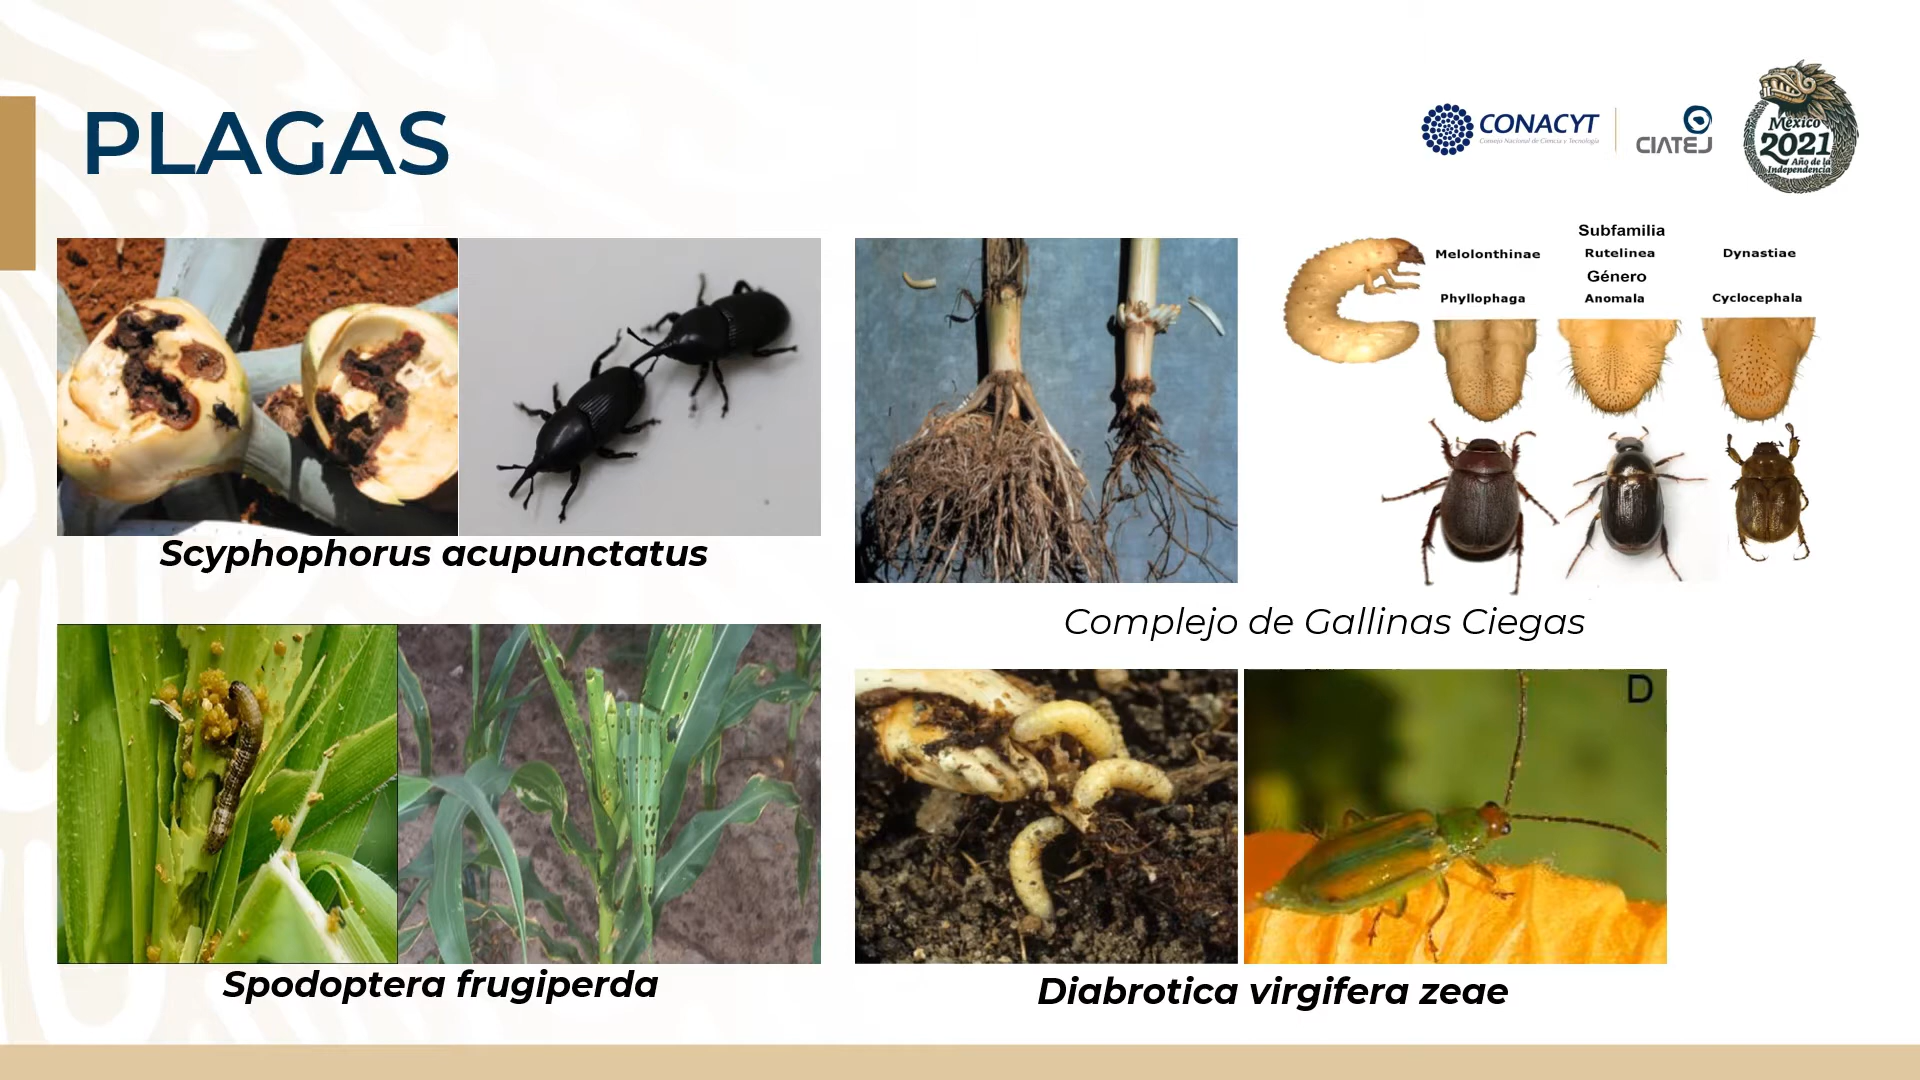 PLAGAS
CONACYT
Consejo Nacional de Ciencia y Tecnología
CIATEJ
México
2021
Año de la
Independencia
Subfamilia
Melolonthinae Rutelinea Dynastiae
Género
Phyllophaga Anomala Cyclocephala
Scyphophorus acupunctatus
Complejo de Gallinas Ciegas
D
Spodoptera frugiperda
Diabrotica virgifera zeae